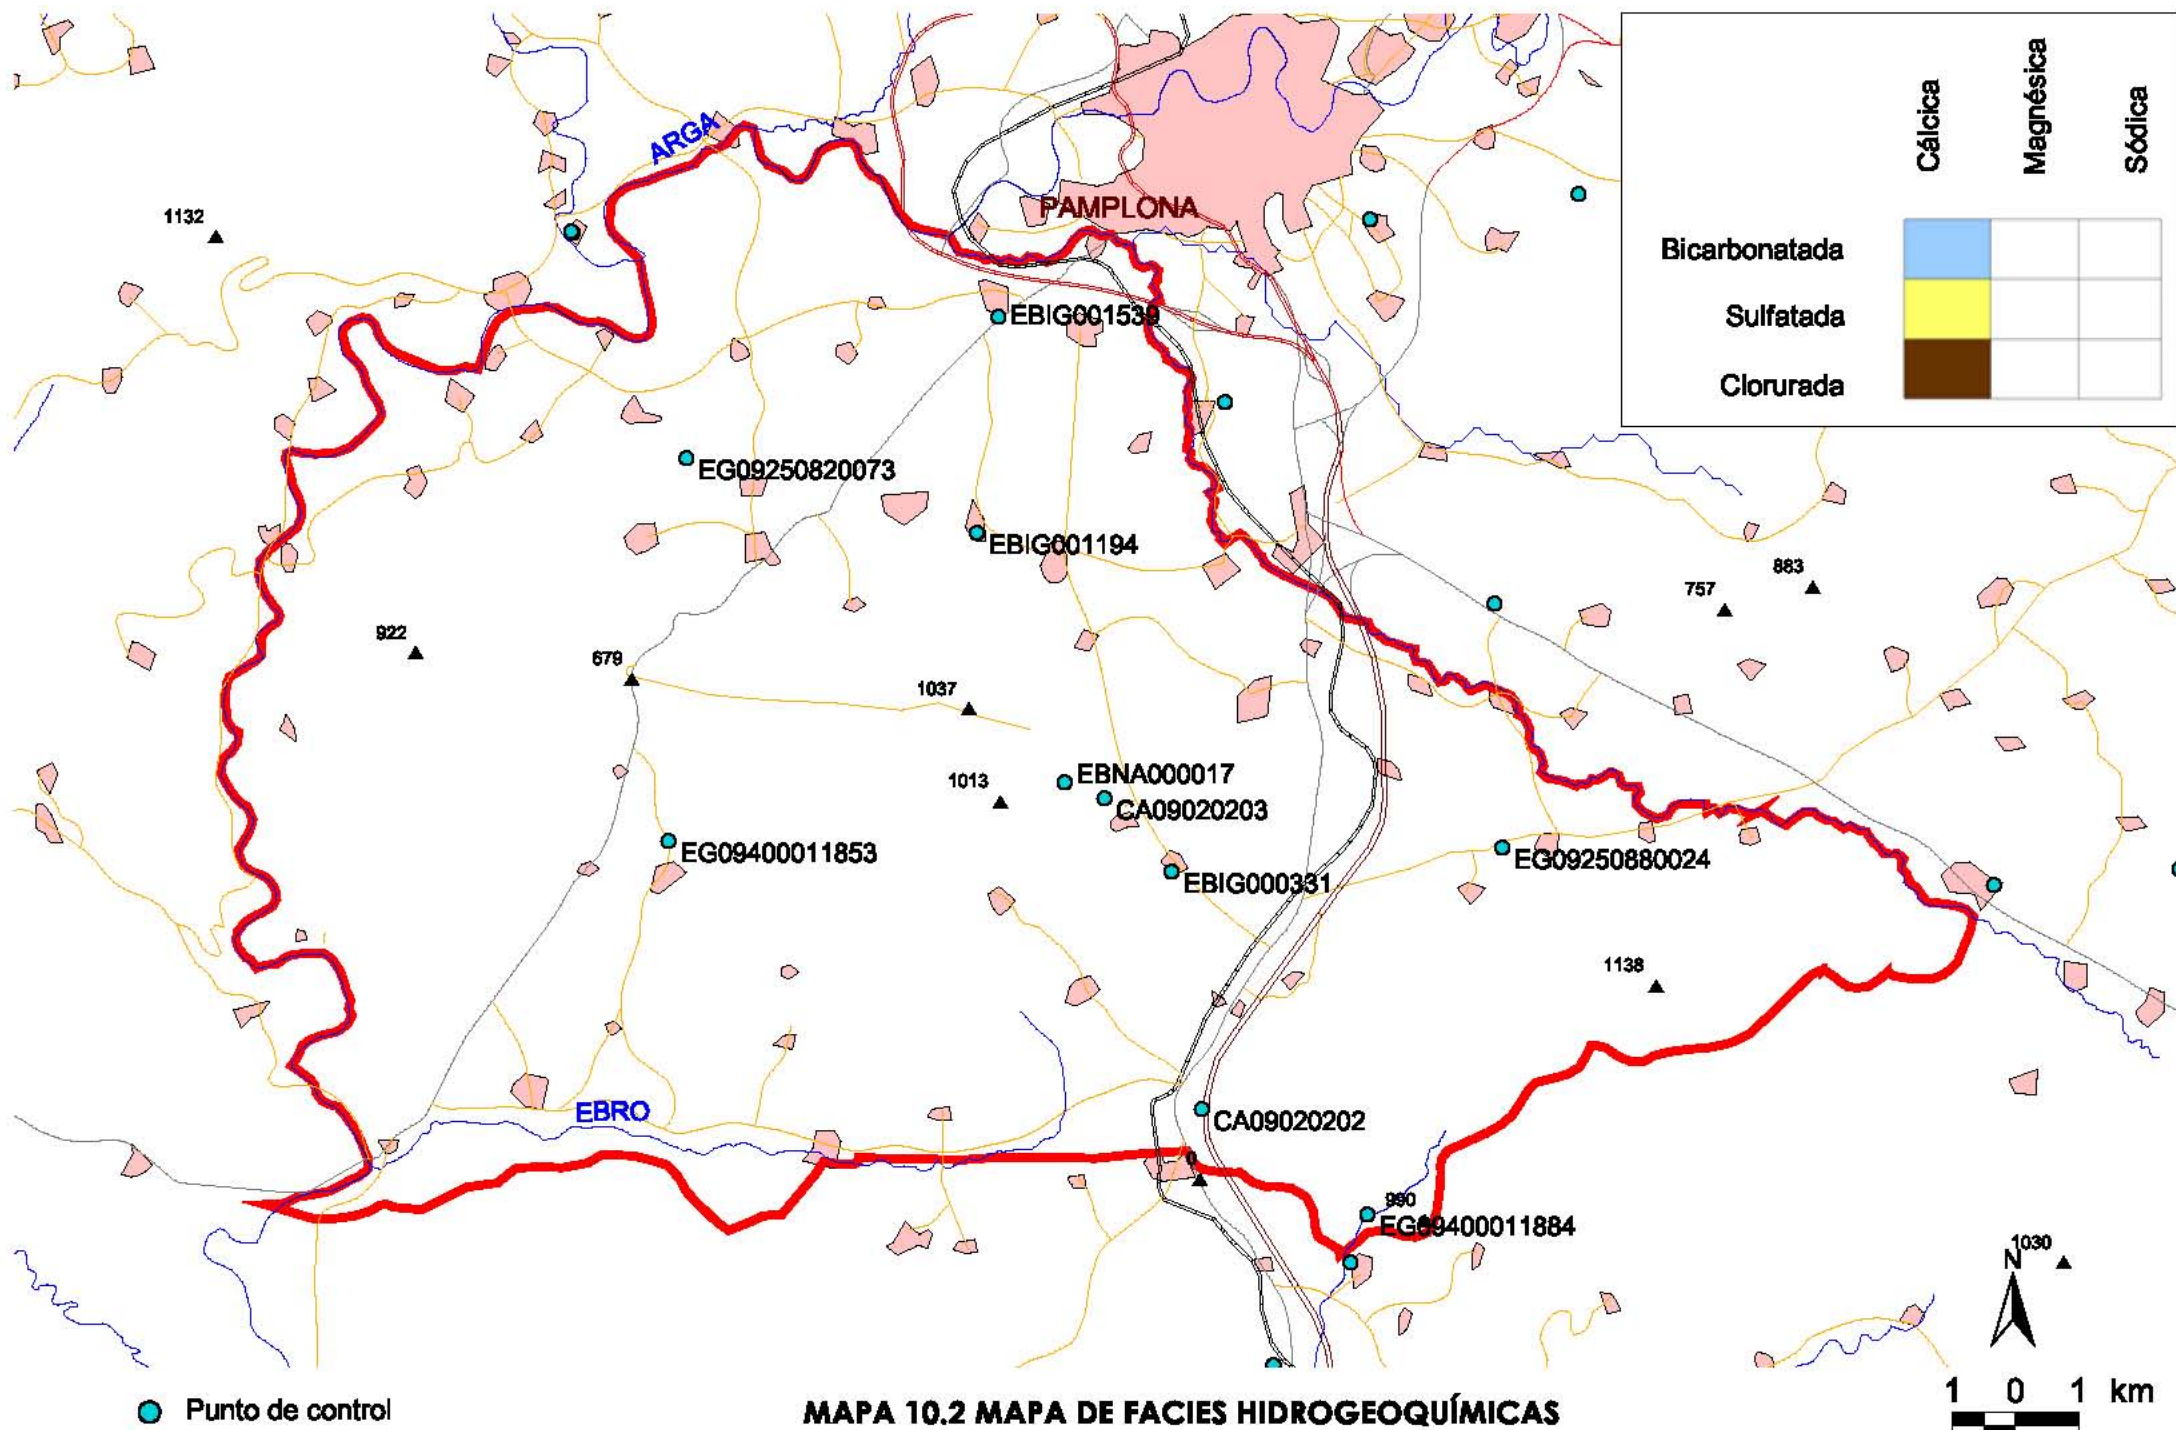 Cálcica
Magnésica
Sódica
ARGA
PAMPLONA
1132
Bicarbonatada
Sulfatada
Clorurada
EBIG001539
EG09250820073
EBIG001194
883
757
922
679
1037
EBNA000017
1013
CA09020203
EG09400011853
EBIG000331
EG09250880024
1138
EBRO
CA09020202
0
990
EG09400011884
1030
N
Punto de control
MAPA 10.2 MAPA DE FACIES HIDROGEOQUÍMICAS
1 0 1 km